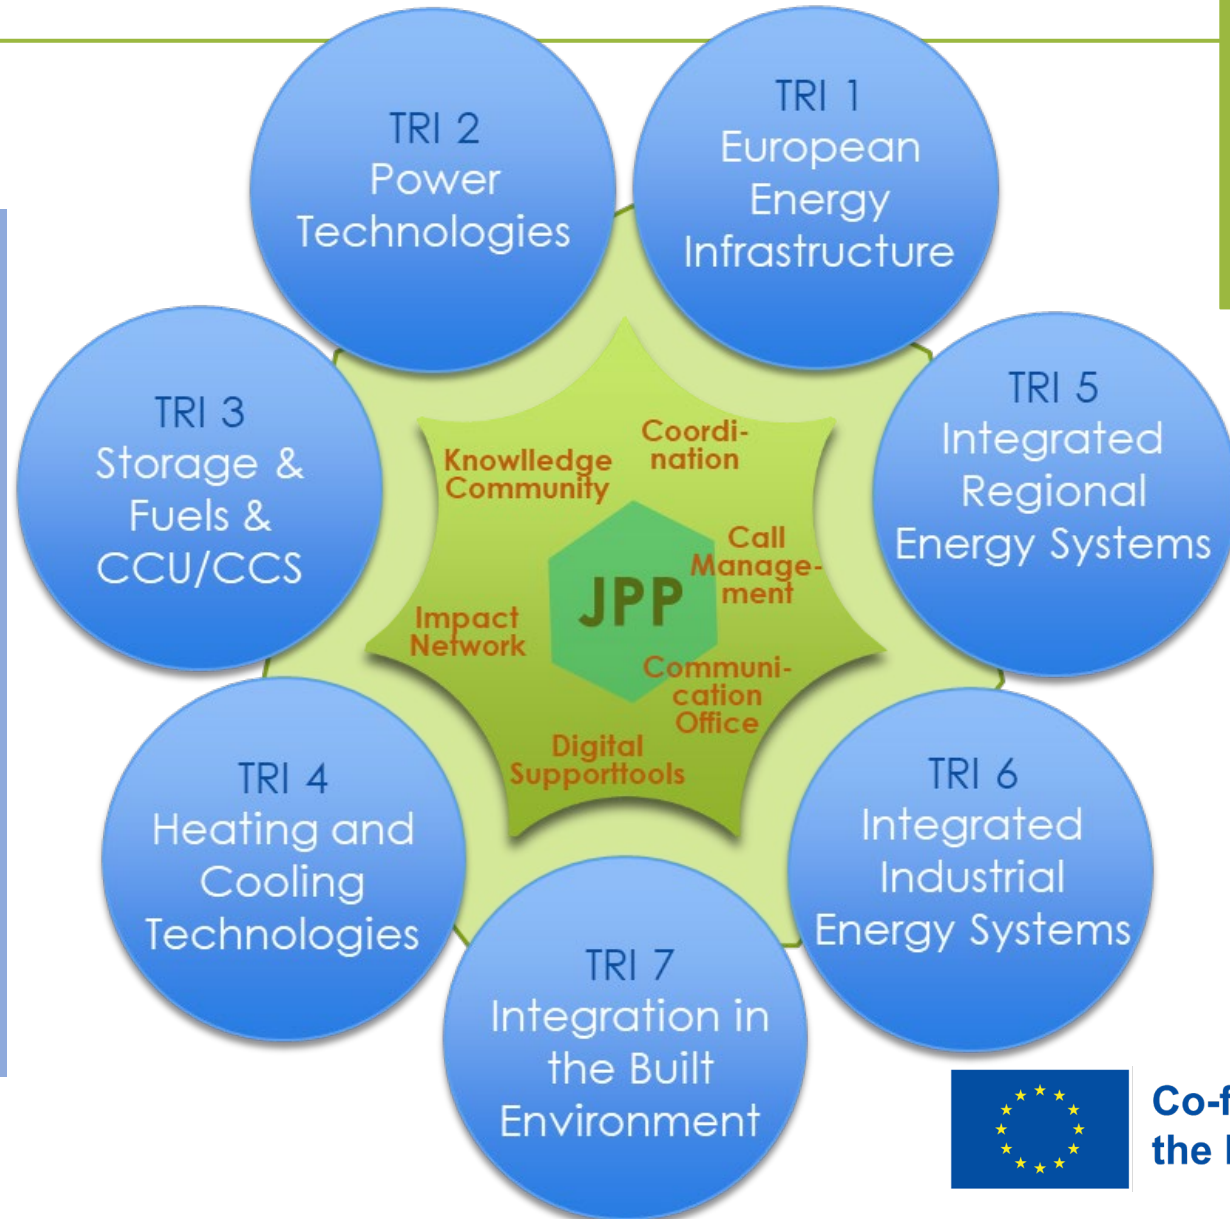 TRI 2
Power
Technologies
TRI 1
European
Energy
Infrastructure
TRI 3
Storage &
Fuels &
CCU/CCS
TRI 5
Integrated
Regional
Energy Systems
Knowlledge
Community
Coordi-
nation
Call
Manage-
ment
JPP
Impact
Network
Communi-
cation
Office
Digital
Supporttools
TRI 4
Heating and
Cooling
Technologies
TRI 6
Integrated
Industrial
Energy Systems
TRI 7
Integration in
the Built
Environment
Co-f
the